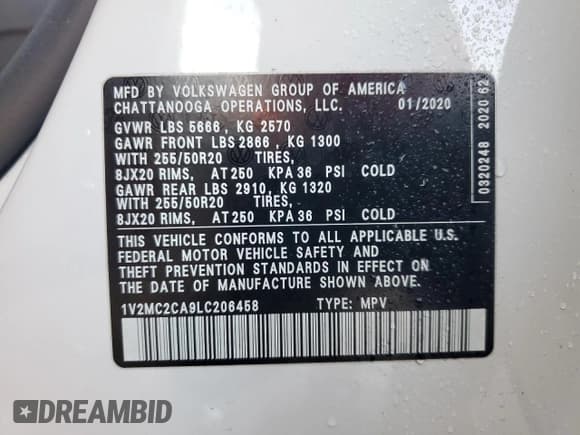 MFD BY VOLKSWAGEN GROUP OF AMERICA
CHATTANOOGA OPERATIONS, LLC. 01/2020
GVWR LBS 5666 , KG 2570
GAWR FRONT LBS 2866 , KG 1300
WITH 255/50R20 TIRES,
8JX20 RIMS, AT 250 KPA 36 PSI COLD
GAWR REAR LBS 2910, KG 1320
WITH 255/50R20 TIRES,
8JX20 RIMS, AT 250 KPA 36 PSI COLD
THIS VEHICLE CONFORMS TO ALL APPLICABLE U.S.
FEDERAL MOTOR VEHICLE SAFETY AND
THEFT PREVENTION STANDARDS IN EFFECT ON
THE DATE OF MANUFACTURE SHOWN ABOVE.
1V2MC2CA9LC206458 TYPE: MPV
0320248 2020 62
DREAMBID